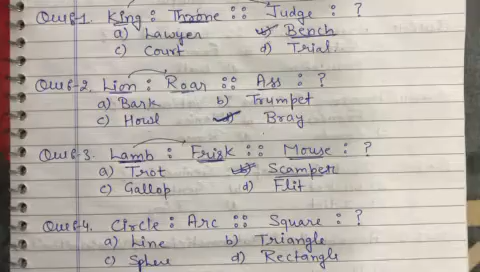 Ques-1. King : Throne :: Judge : ?
a) Lawyer b) Bench
c) Court d) Trial
Ques-2. Lion : Roar :: Ass : ?
a) Bark b) Trumpet
c) Howl d) Bray
Ques-3. Lamb : Frisk :: Mouse : ?
a) Trot b) Scamper
c) Gallop d) Flit
Ques-4. Circle : Arc :: Square : ?
a) Line b) Triangle
c) Sphere d) Rectangle